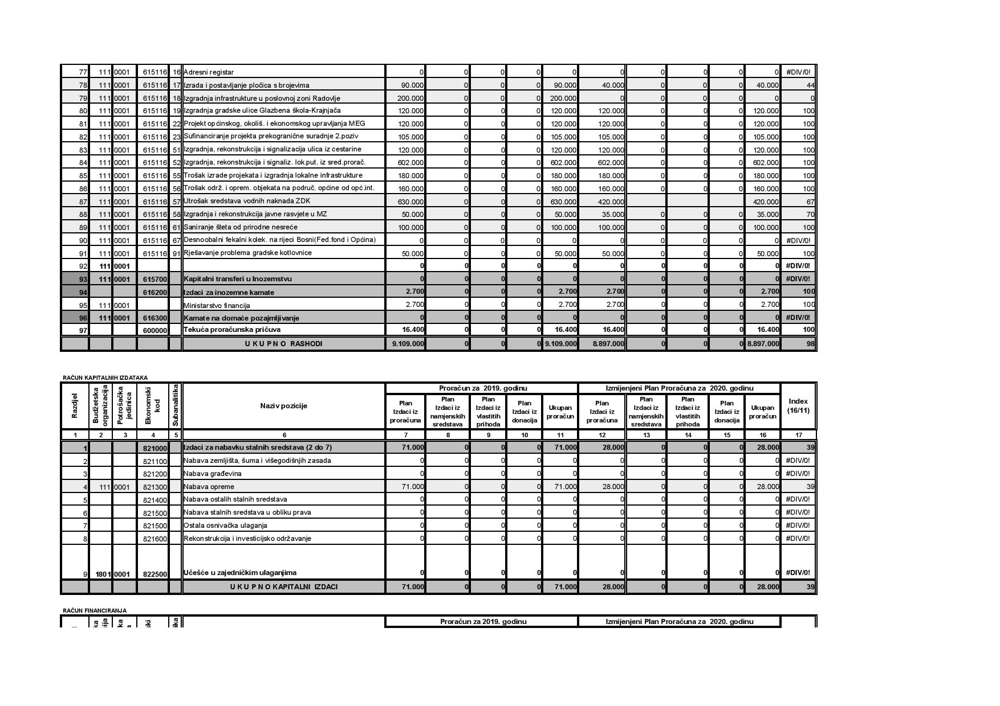 77 111 0001 615116 16 Adresni registar 0 0 0 0 0 0 0 0 0 0 #DIV/0!
78 111 0001 615116 17 Izrada i postavljanje pločica s brojevima 90.000 0 0 0 90.000 40.000 0 0 0 40.000 44
79 111 0001 615116 18 Izgradnja infrastrukture u poslovnoj zoni Radovlje 200.000 0 0 0 200.000 0 0 0 0 0 0
80 111 0001 615116 19 Izgradnja gradske ulice Glazbena škola-Krajnjača 120.000 0 0 0 120.000 120.000 0 0 0 120.000 100
81 111 0001 615116 22 Projekt općinskog, okoliš. i ekonomskog upravljanja MEG 120.000 0 0 0 120.000 120.000 0 0 0 120.000 100
82 111 0001 615116 23 Sufinanciranje projekta prekogranične suradnje 2.poziv 105.000 0 0 0 105.000 105.000 0 0 0 105.000 100
83 111 0001 615116 51 Izgradnja, rekonstrukcija i signalizacija ulica iz cestarine 120.000 0 0 0 120.000 120.000 0 0 0 120.000 100
84 111 0001 615116 52 Izgradnja, rekonstrukcija i signaliz. lok.put. iz sred.prorač. 602.000 0 0 0 602.000 602.000 0 0 0 602.000 100
85 111 0001 615116 55 Trošak izrade projekata i izgradnja lokalne infrastrukture 180.000 0 0 0 180.000 180.000 0 0 0 180.000 100
86 111 0001 615116 56 Trošak održ. i oprem. objekata na područ. općine od opć.int. 160.000 0 0 0 160.000 160.000 0 0 0 160.000 100
87 111 0001 615116 57 Utrošak sredstava vodnih naknada ZDK 630.000 0 0 0 630.000 420.000 420.000 67
88 111 0001 615116 58 Izgradnja i rekonstrukcija javne rasvjete u MZ 50.000 0 0 0 50.000 35.000 0 0 0 35.000 70
89 111 0001 615116 61 Saniranje šteta od prirodne nesreće 100.000 0 0 0 100.000 100.000 0 0 0 100.000 100
90 111 0001 615116 67 Desnoobalni fekalni kolek. na rijeci Bosni(Fed.fond i Općina) 0 0 0 0 0 0 0 0 0 0 #DIV/0!
91 111 0001 615116 91 Rješavanje problema gradske kotlovnice 50.000 0 0 0 50.000 50.000 0 0 0 50.000 100
92 111 0001 0 0 0 0 0 0 0 0 0 0 #DIV/0!
93 111 0001 615700 Kapitalni transferi u Inozemstvu 0 0 0 0 0 0 0 0 0 0 #DIV/0!
94 616200 Izdaci za inozemne kamate 2.700 0 0 0 2.700 2.700 0 0 0 2.700 100
95 111 0001 Ministarstvo financija 2.700 0 0 0 2.700 2.700 0 0 0 2.700 100
96 111 0001 616300 Kamate na domaće pozajmljivanje 0 0 0 0 0 0 0 0 0 0 #DIV/0!
97 600000 Tekuća proračunska pričuva 16.400 0 0 0 16.400 16.400 0 0 0 16.400 100
U K U P N O RASHODI 9.109.000 0 0 0 9.109.000 8.897.000 0 0 0 8.897.000 98
RAČUN KAPITALNIH IZDATAKA
Razdjel
Budžetska
organizacija
Potrošačka
jedinica
Ekonomski
kod
Subanalitika
Naziv pozicije
Proračun za 2019. godinu
Izmijenjeni Plan Proračuna za 2020. godinu
Plan
Izdaci iz
proračuna
Plan
Izdaci iz
namjenskih
sredstava
Plan
Izdaci iz
vlastitih
prihoda
Plan
Izdaci iz
donacija
Ukupan
proračun
Plan
Izdaci iz
proračuna
Plan
Izdaci iz
namjenskih
sredstava
Plan
Izdaci iz
vlastitih
prihoda
Plan
Izdaci iz
donacija
Ukupan
proračun
Index
(16/11)
1 2 3 4 5 6 7 8 9 10 11 12 13 14 15 16 17
1 821000 Izdaci za nabavku stalnih sredstava (2 do 7) 71.000 0 0 0 71.000 28.000 0 0 0 28.000 39
2 821100 Nabava zemljišta, šuma i višegodišnjih zasada 0 0 0 0 0 0 0 0 0 0 #DIV/0!
3 821200 Nabava građevina 0 0 0 0 0 0 0 0 0 0 #DIV/0!
4 111 0001 821300 Nabava opreme 71.000 0 0 0 71.000 28.000 0 0 0 28.000 39
5 821400 Nabava ostalih stalnih sredstava 0 0 0 0 0 0 0 0 0 0 #DIV/0!
6 821500 Nabava stalnih sredstava u obliku prava 0 0 0 0 0 0 0 0 0 0 #DIV/0!
7 821500 Ostala osnivačka ulaganja 0 0 0 0 0 0 0 0 0 0 #DIV/0!
8 821600 Rekonstrukcija i investicijsko održavanje 0 0 0 0 0 0 0 0 0 0 #DIV/0!
9 1801 0001 822500 Učešće u zajedničkim ulaganjima 0 0 0 0 0 0 0 0 0 0 #DIV/0!
U K U P N O KAPITALNI IZDACI 71.000 0 0 0 71.000 28.000 0 0 0 28.000 39
RAČUN FINANCIRANJA
Proračun za 2019. godinu
Izmijenjeni Plan Proračuna za 2020. godinu